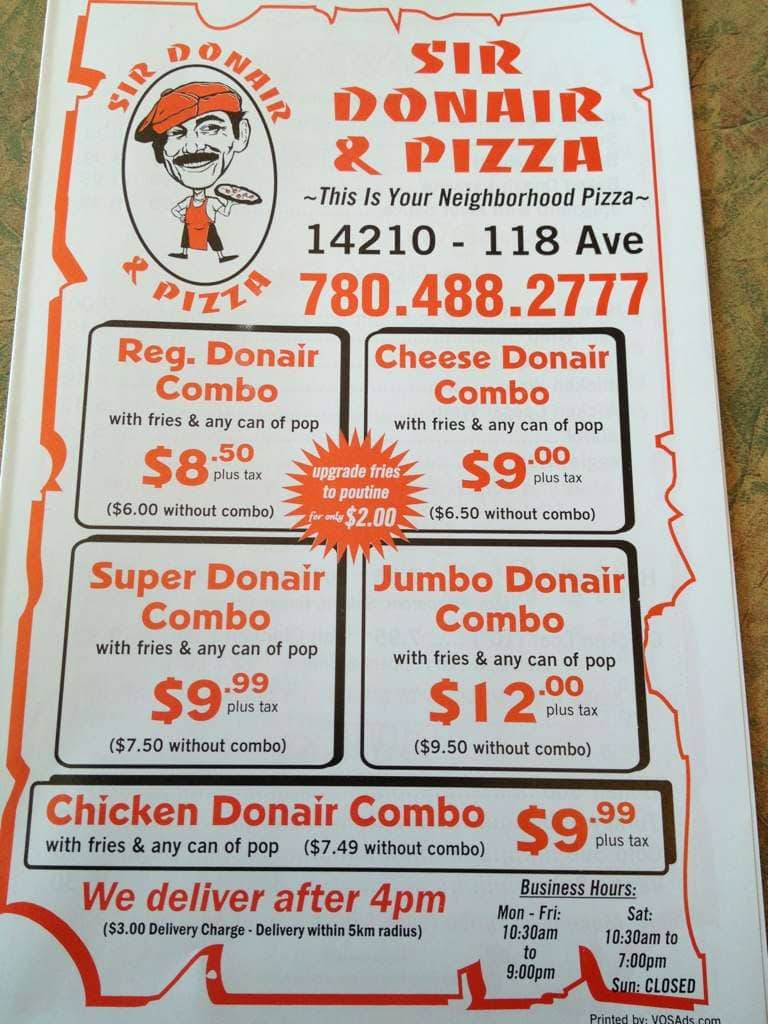 SIR DONAIR
& PIZZA
SIR
DONAIR
& PIZZA
~This Is Your Neighborhood Pizza~
14210 - 118 Ave
780.488.2777
Reg. Donair
Combo
with fries & any can of pop
$8.50
plus tax
($6.00 without combo)
Cheese Donair
Combo
with fries & any can of pop
$9.00
plus tax
($6.50 without combo)
upgrade fries
to poutine
for only $2.00
Super Donair
Combo
with fries & any can of pop
$9.99
plus tax
($7.50 without combo)
Jumbo Donair
Combo
with fries & any can of pop
$12.00
plus tax
($9.50 without combo)
Chicken Donair Combo
with fries & any can of pop ($7.49 without combo)
$9.99
plus tax
We deliver after 4pm
($3.00 Delivery Charge - Delivery within 5km radius)
Business Hours:
Mon - Fri:
10:30am
to
9:00pm
Sat:
10:30am to
7:00pm
Sun: CLOSED
Printed by: VOSAds.com